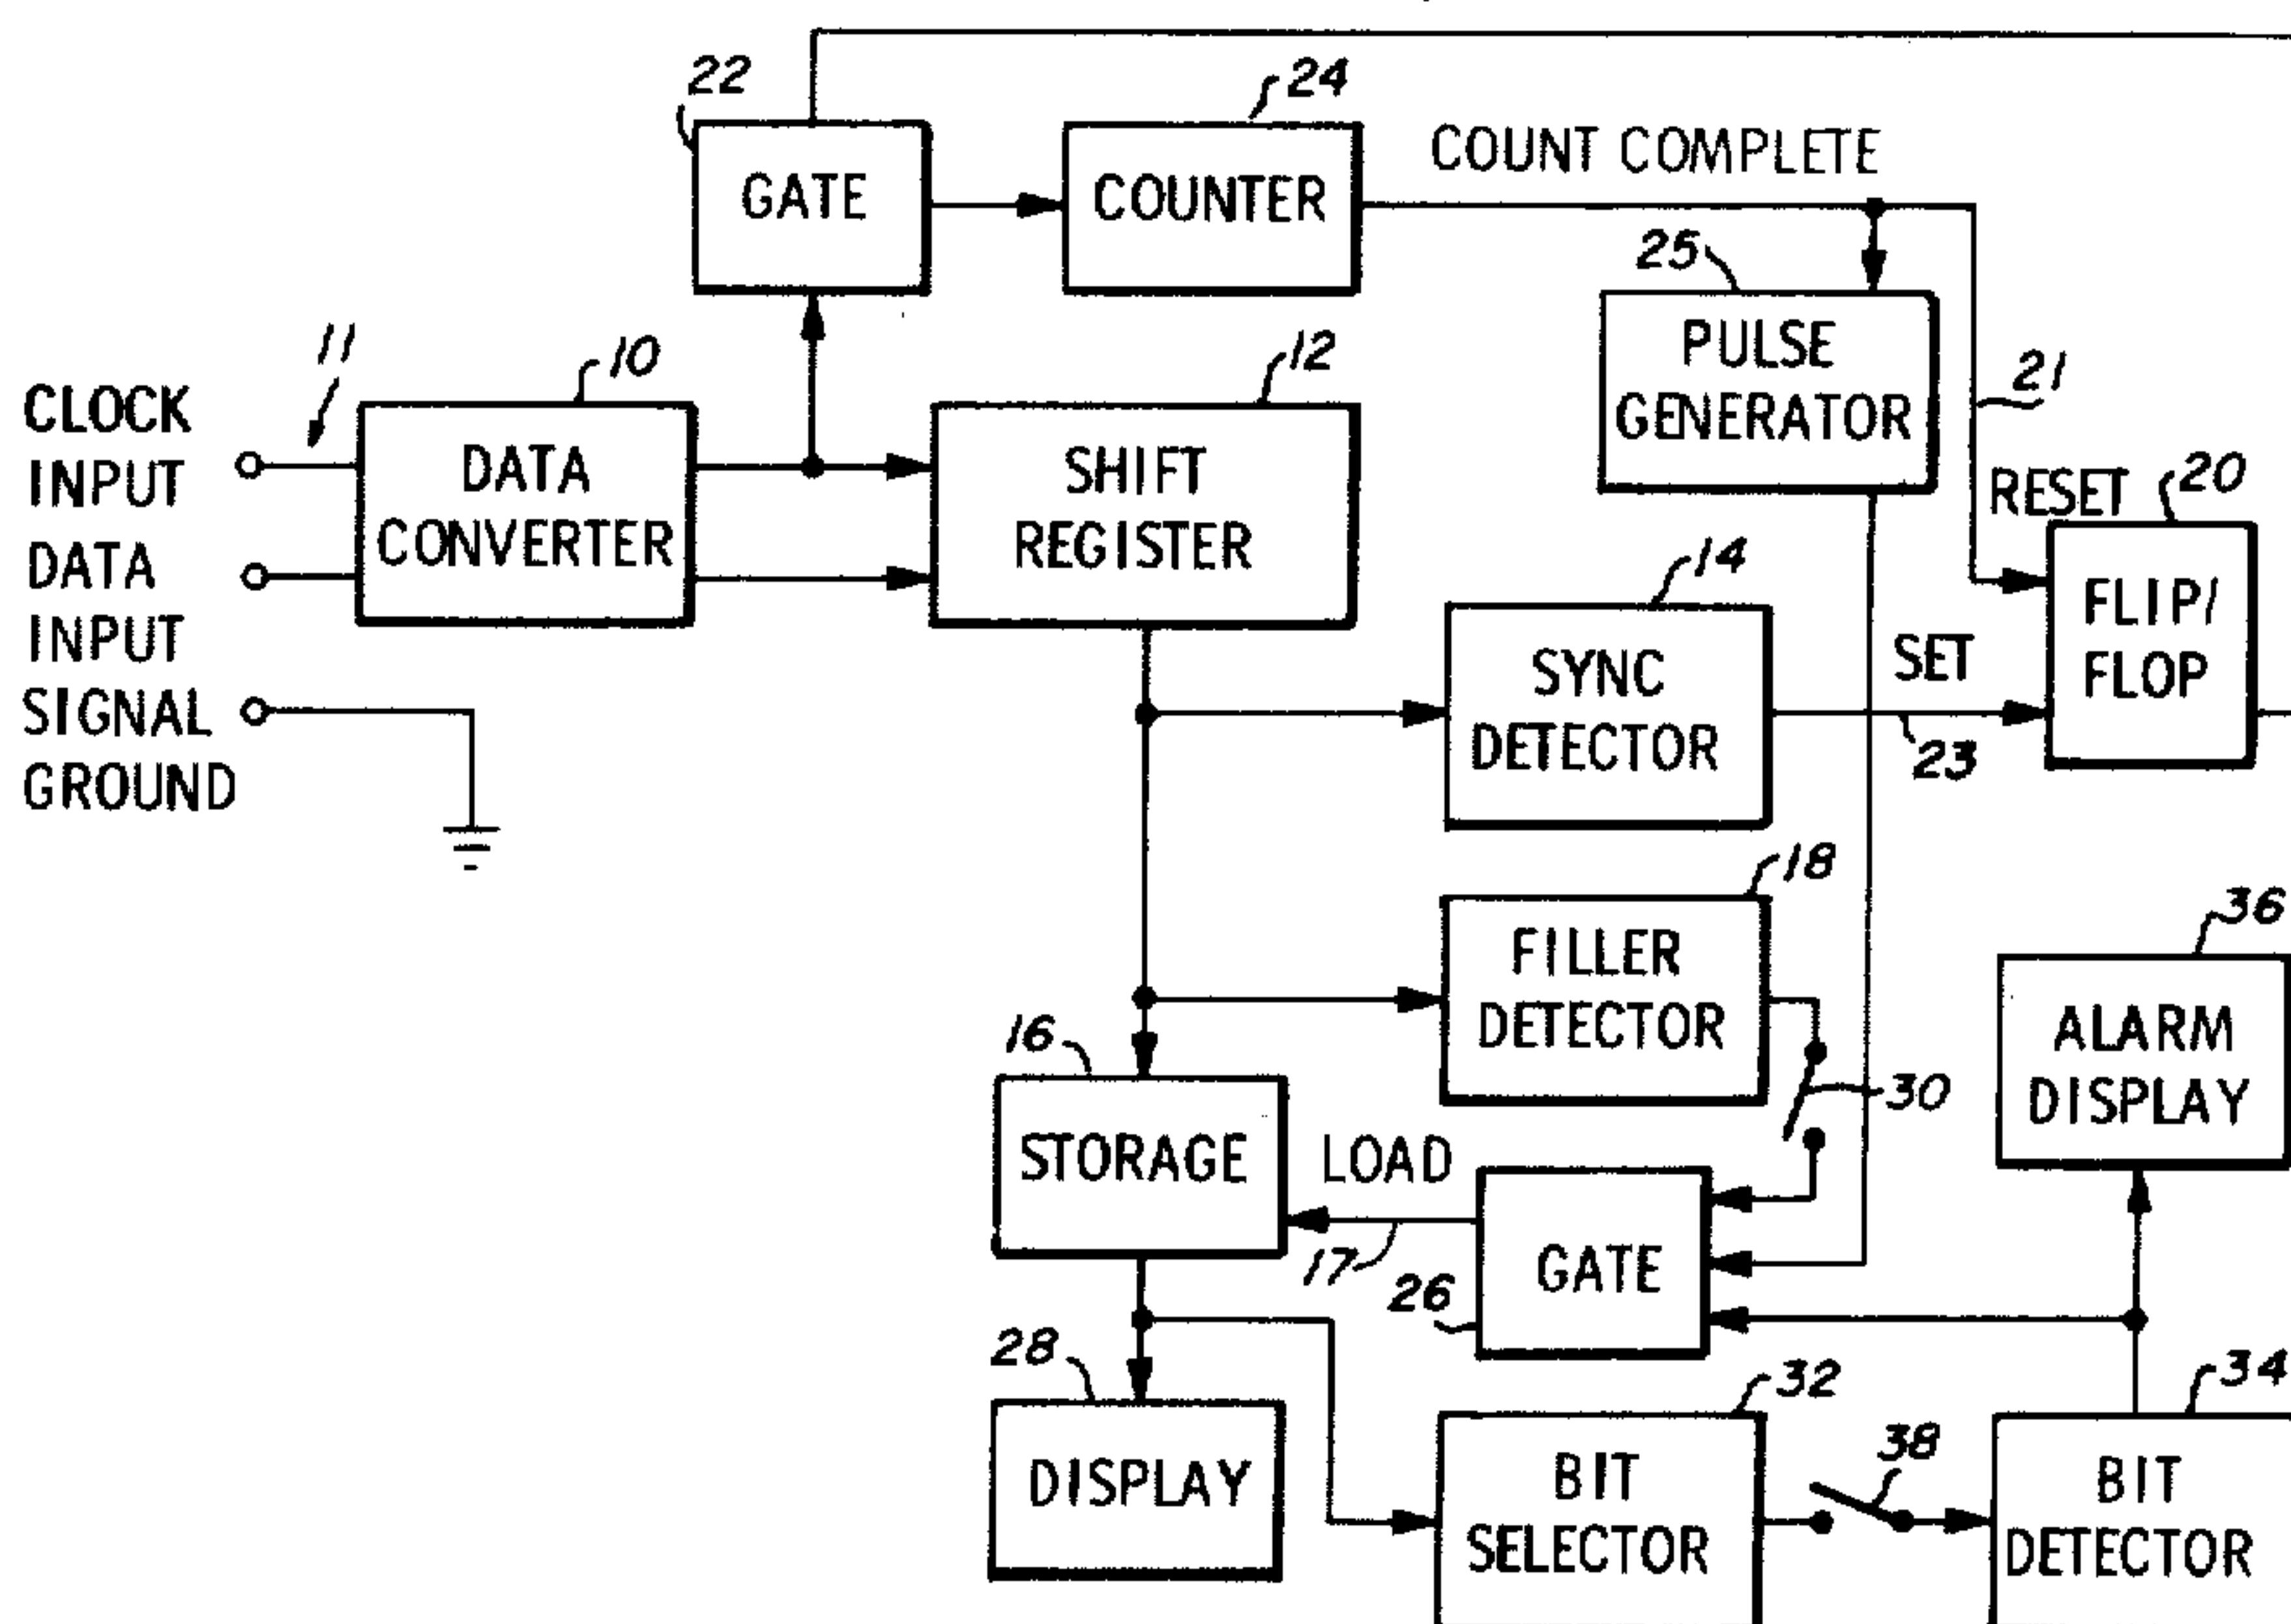 22
GATE
24
COUNTER
COUNT COMPLETE
25
PULSE
GENERATOR
21
11
CLOCK
INPUT
DATA
INPUT
SIGNAL
GROUND
10
DATA
CONVERTER
12
SHIFT
REGISTER
RESET
20
FLIP/
FLOP
14
SYNC
DETECTOR
SET
23
18
FILLER
DETECTOR
30
36
ALARM
DISPLAY
16
STORAGE
LOAD
17
26
GATE
28
DISPLAY
32
BIT
SELECTOR
38
34
BIT
DETECTOR